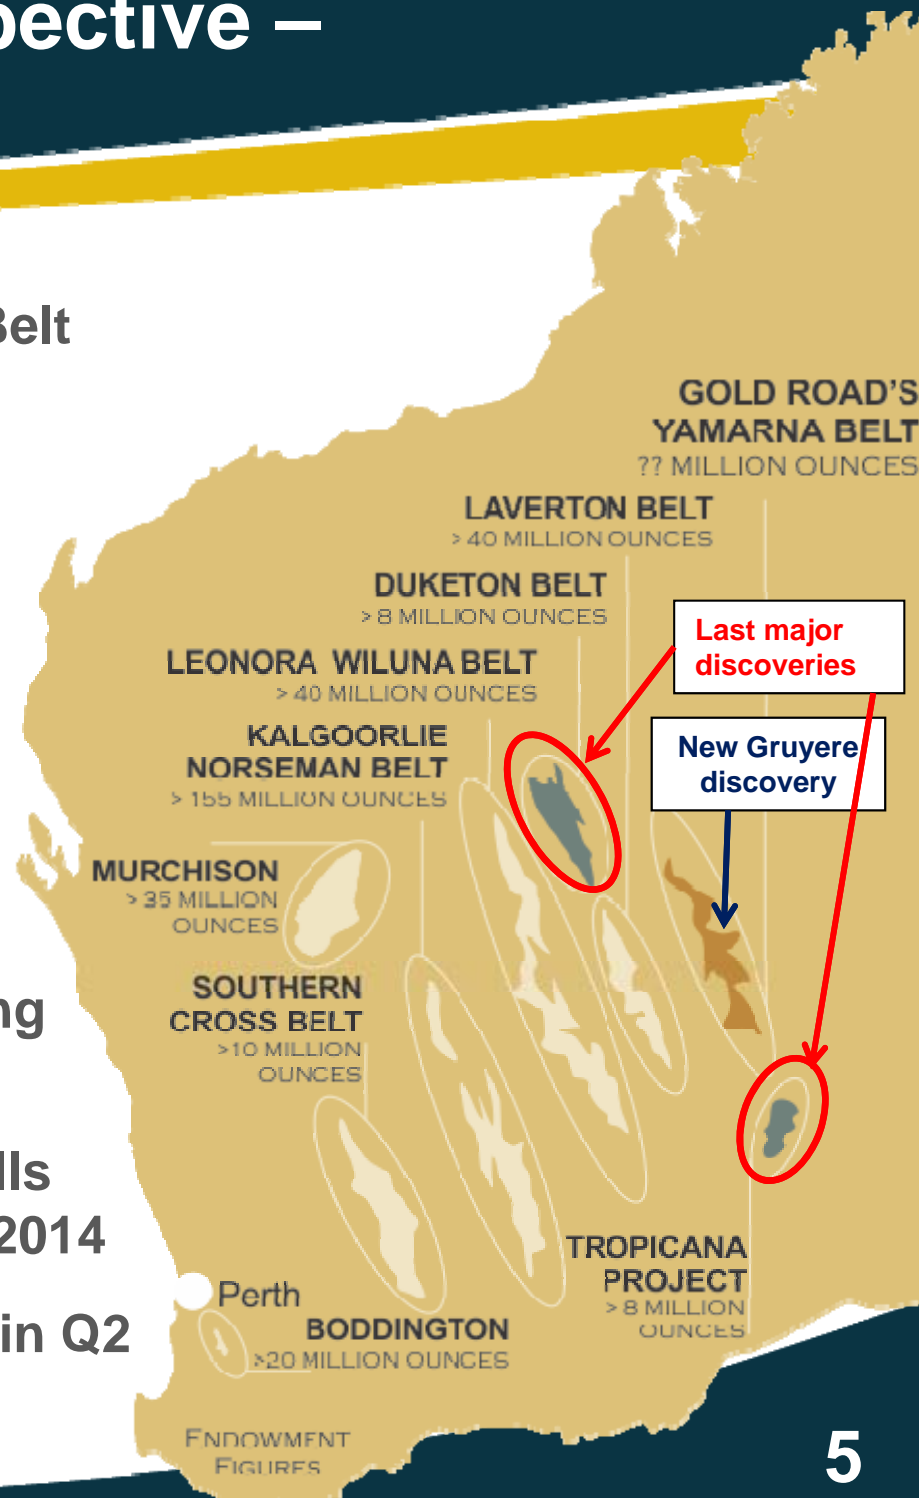 pective –
Belt
GOLD ROAD'S
YAMARNA BELT
?? MILLION OUNCES
LAVERTON BELT
> 40 MILLION OUNCES
DUKETON BELT
> 8 MILLION OUNCES
Last major
discoveries
LEONORA WILUNA BELT
> 40 MILLION OUNCES
New Gruyere
discovery
KALGOORLIE
NORSEMAN BELT
> 155 MILLION OUNCES
MURCHISON
> 35 MILLION
OUNCES
SOUTHERN
CROSS BELT
>10 MILLION
OUNCES
ng
lls
2014
in Q2
TROPICANA
PROJECT
> 8 MILLION
OUNCES
Perth
BODDINGTON
>20 MILLION OUNCES
ENDOWMENT
FIGURES
5